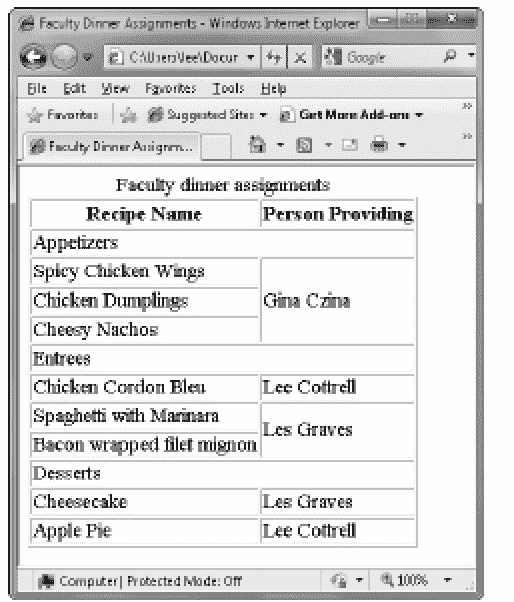 Faculty Dinner Assignments - Windows Internet Explorer
C:\Users\lee\Docur
Google
File Edit View Favorites Tools Help
Favorites Suggested Sites Get More Add-ons
Faculty Dinner Assignm...
Faculty dinner assignments
Recipe Name Person Providing
Appetizers
Spicy Chicken Wings
Chicken Dumplings Gina Czina
Cheesy Nachos
Entrees
Chicken Cordon Bleu Lee Cottrell
Spaghetti with Marinara
Les Graves
Bacon wrapped filet mignon
Desserts
Cheesecake Les Graves
Apple Pie Lee Cottrell
Computer | Protected Mode: Off 100%